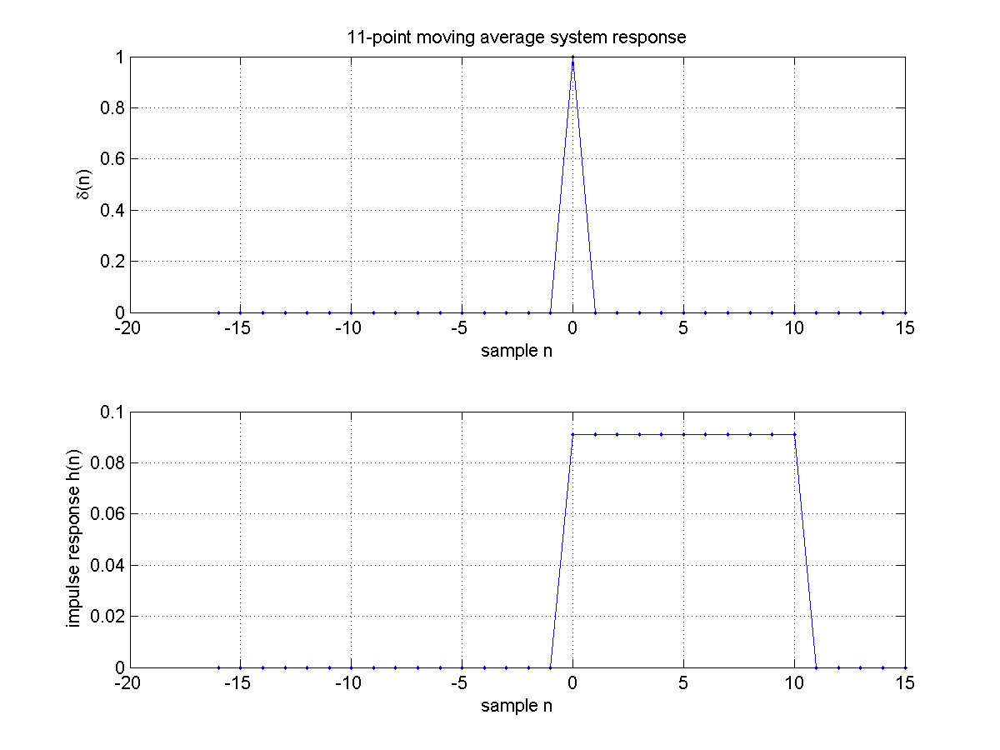 11-point moving average system response
1
0.8
0.6
δ(n)
0.4
0.2
0
-20 -15 -10 -5 0 5 10 15
sample n
0.1
0.08
0.06
impulse response h(n)
0.04
0.02
0
-20 -15 -10 -5 0 5 10 15
sample n